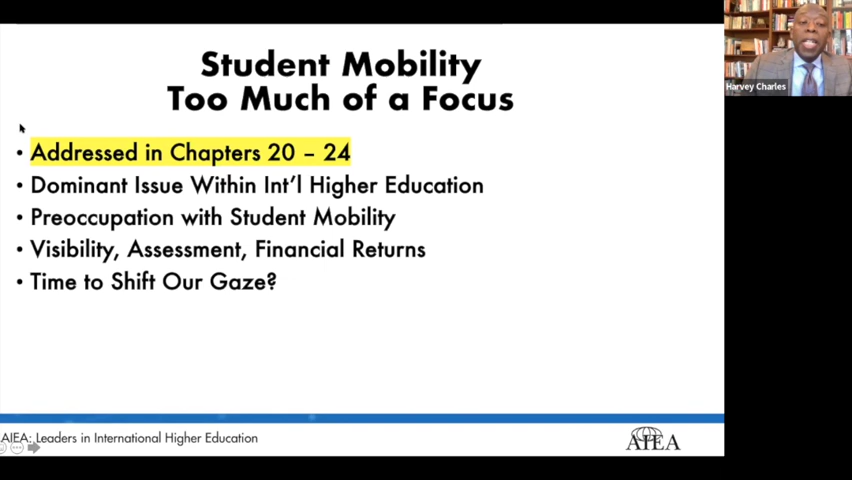 Student Mobility
Too Much of a Focus
Harvey Charles
• Addressed in Chapters 20 – 24
• Dominant Issue Within Int'l Higher Education
• Preoccupation with Student Mobility
• Visibility, Assessment, Financial Returns
• Time to Shift Our Gaze?
AIEA: Leaders in International Higher Education
AIEA